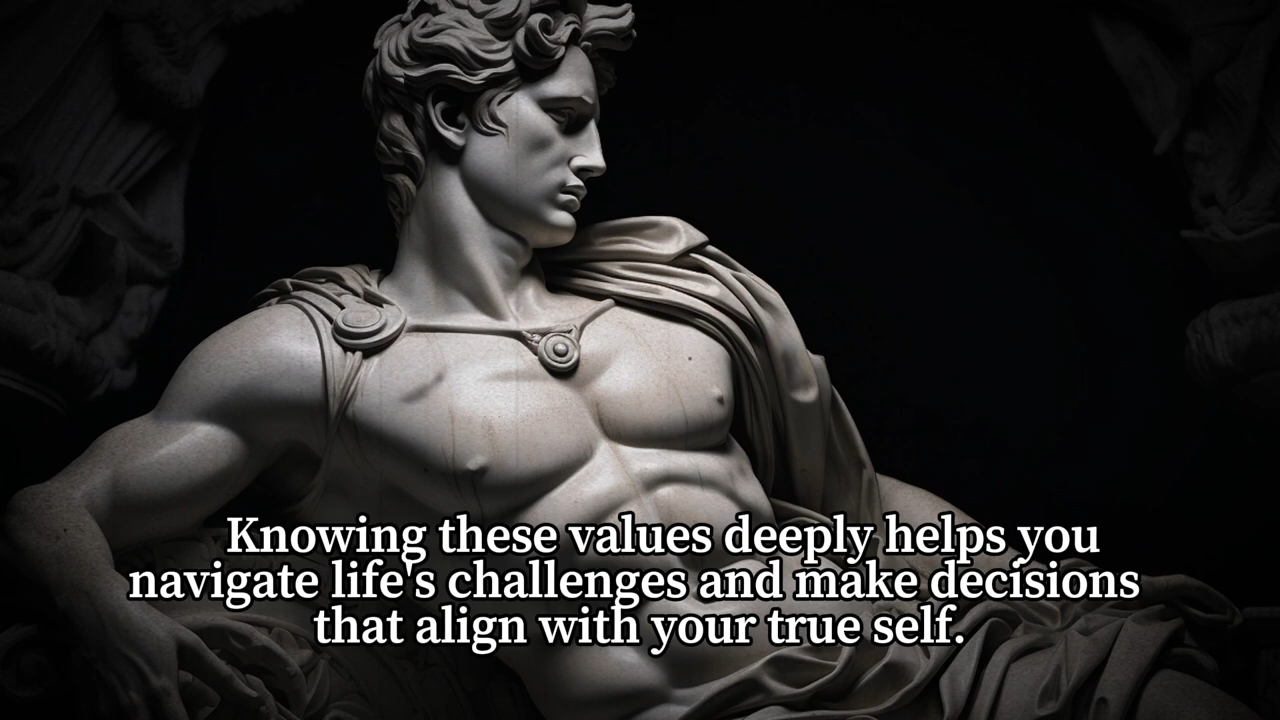 Knowing these values deeply helps you
navigate life's challenges and make decisions
that align with your true self.